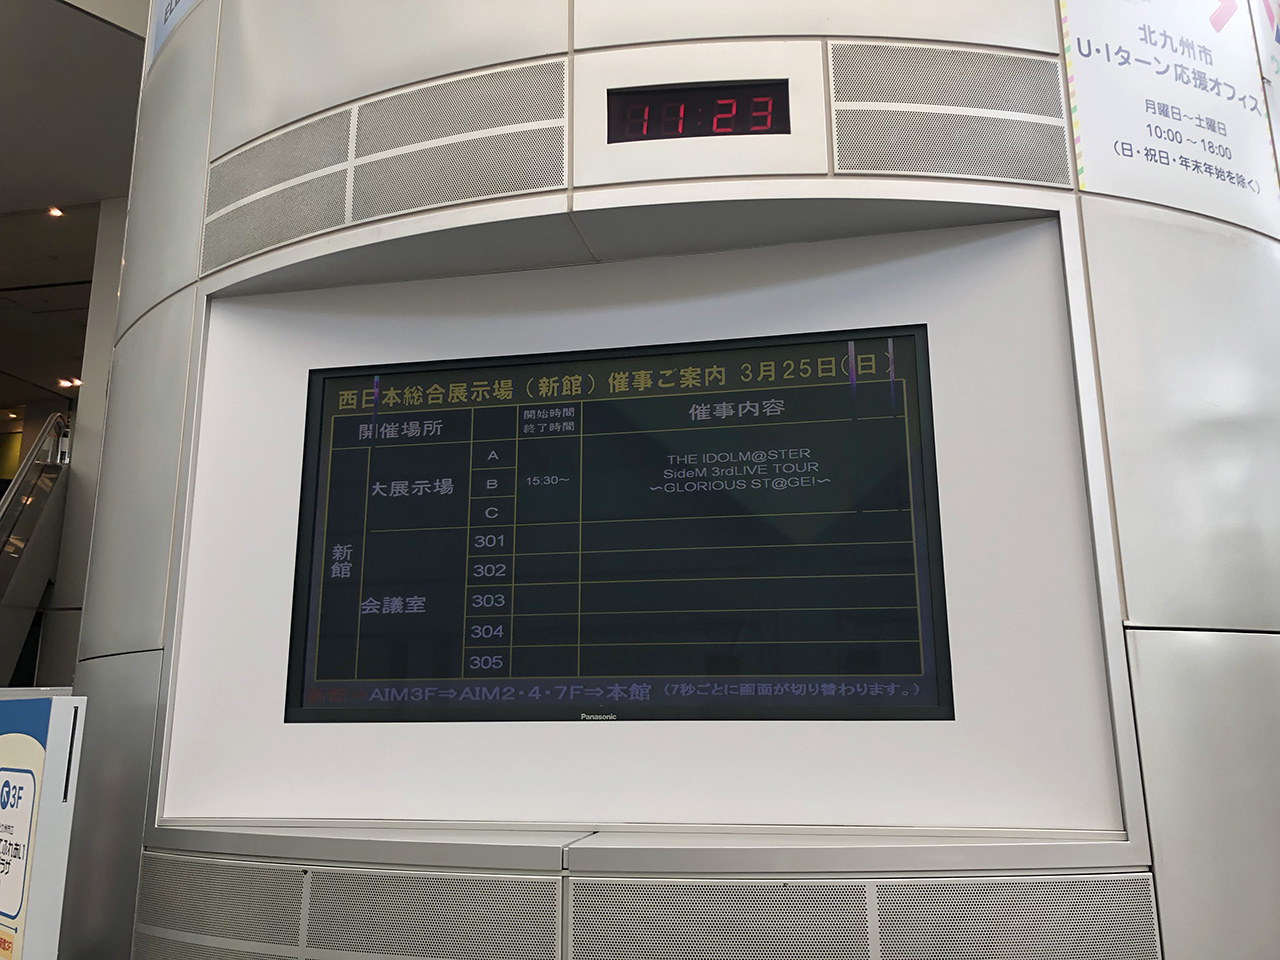 北九州市
U・Iターン応援オフィス
月曜日～土曜日
10:00～18:00
(日・祝日・年末年始を除く)
11:23
西日本総合展示場（新館）催事ご案内 3月25日(日)
開催場所
開始時間
終了時間
催事内容
新館
大展示場
A
B
C
15:30～
THE IDOLM@STER
SideM 3rdLIVE TOUR
～GLORIOUS ST@GE!～
会議室
301
302
303
304
305
⇒AIM3F⇒AIM2・4・7F⇒本館 (7秒ごとに画面が切り替わります。)
Panasonic
3F